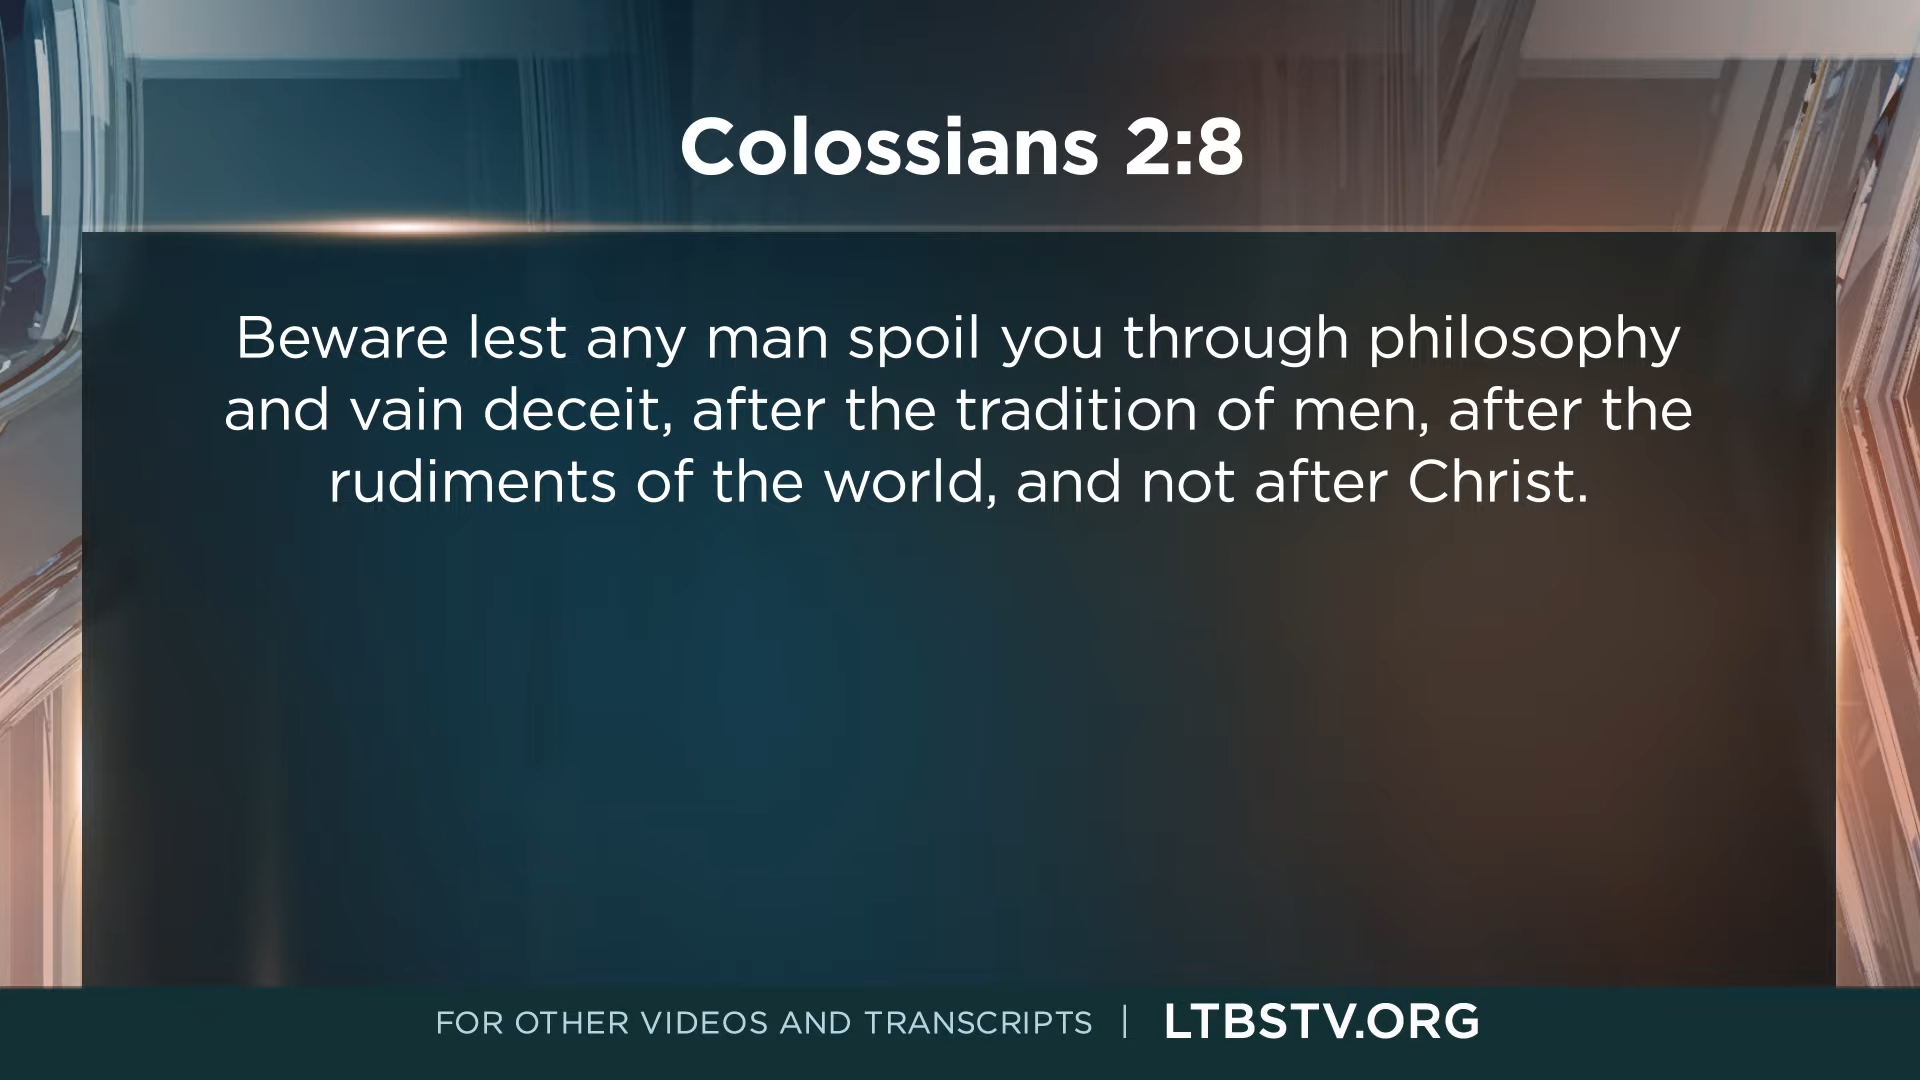 Colossians 2:8
Beware lest any man spoil you through philosophy
and vain deceit, after the tradition of men, after the
rudiments of the world, and not after Christ.
FOR OTHER VIDEOS AND TRANSCRIPTS | LTBSTV.ORG